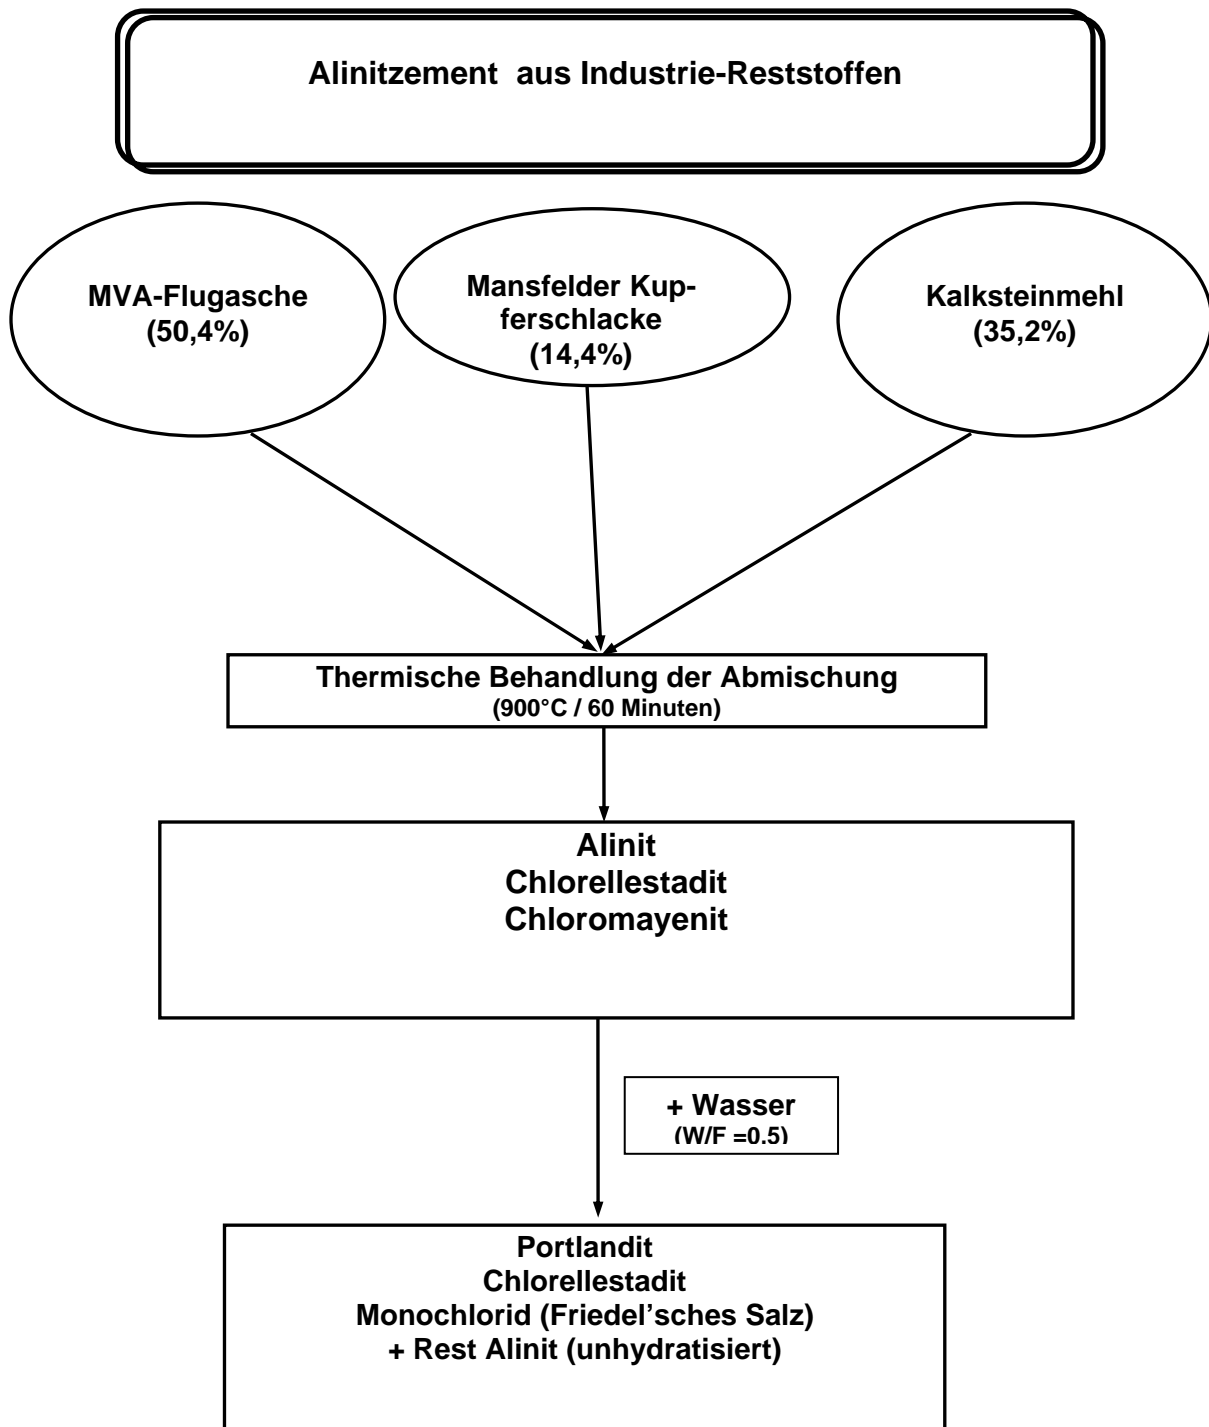 Alinitzement aus Industrie-Reststoffen
MVA-Flugasche
(50,4%)
Mansfelder Kup-
ferschlacke
(14,4%)
Kalksteinmehl
(35,2%)
Thermische Behandlung der Abmischung
(900°C / 60 Minuten)
Alinit
Chlorellestadit
Chloromayenit
+ Wasser
(W/F =0.5)
Portlandit
Chlorellestadit
Monochlorid (Friedel’sches Salz)
+ Rest Alinit (unhydratisiert)